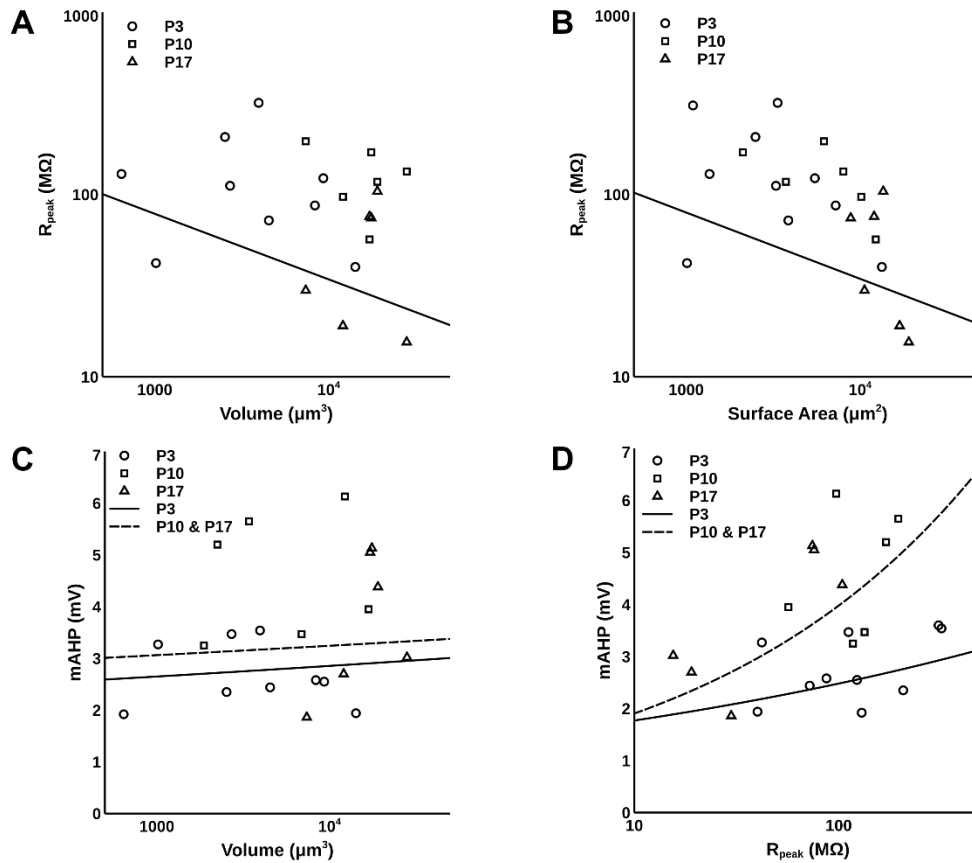 A
1000
P3
P10
P17
100
10
R_peak (MΩ)
1000
10⁴
Volume (μm³)
B
1000
P3
P10
P17
100
10
R_peak (MΩ)
1000
10⁴
Surface Area (μm²)
C
7
P3
P10
P17
P3
P10 & P17
6
5
4
3
2
1
0
mAHP (mV)
1000
10⁴
Volume (μm³)
D
7
P3
P10
P17
P3
P10 & P17
6
5
4
3
2
1
0
mAHP (mV)
10
100
R_peak (MΩ)